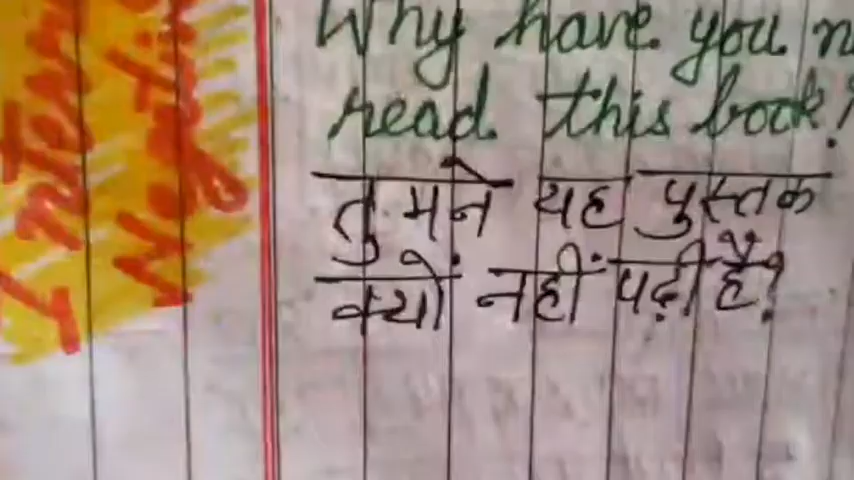 Why have you
read this book?
तुमने यह पुस्तक
क्यों नहीं पढ़ी है?